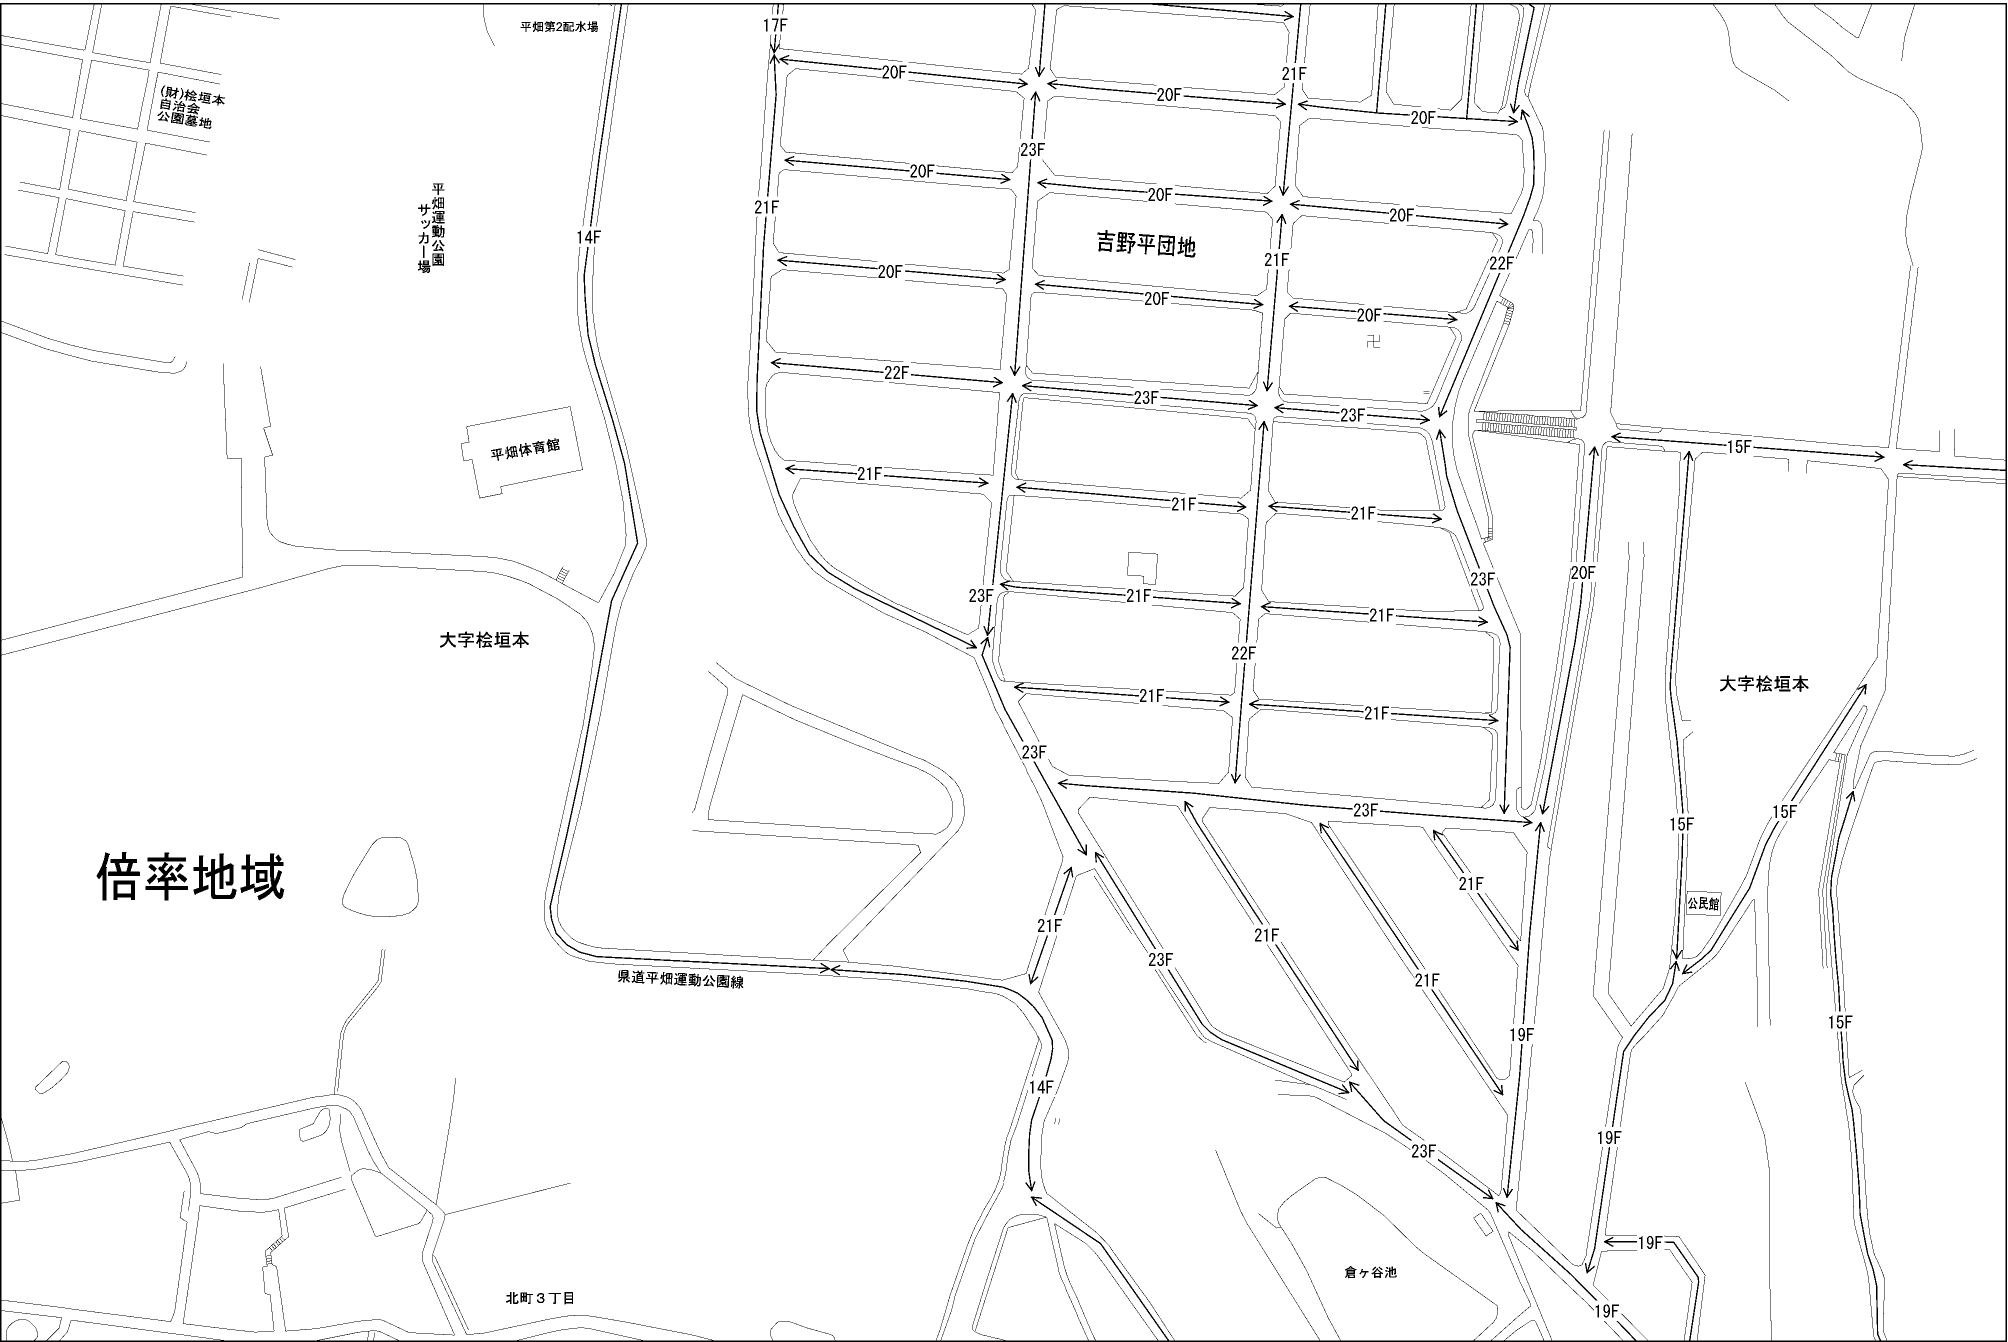 平畑第2配水場
17F
20F
21F
20F
(財)桧垣本
自治会
公園墓地
20F
23F
20F
20F
平畑運動公園
サッカー場
21F
20F
14F
吉野平団地
21F
22F
20F
20F
20F
卍
22F
23F
23F
平畑体育館
15F
21F
21F
21F
23F
20F
23F
21F
21F
大字桧垣本
22F
大字桧垣本
21F
21F
23F
23F
15F
15F
倍率地域
21F
公民館
21F
21F
23F
21F
県道平畑運動公園線
15F
19F
14F
19F
23F
19F
倉ヶ谷池
北町3丁目
19F